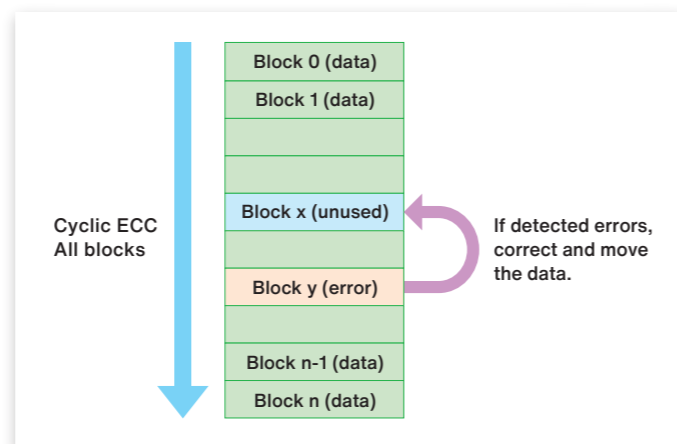 Block 0 (data)
Block 1 (data)
Block x (unused)
Cyclic ECC
All blocks
If detected errors,
correct and move
the data.
Block y (error)
Block n-1 (data)
Block n (data)